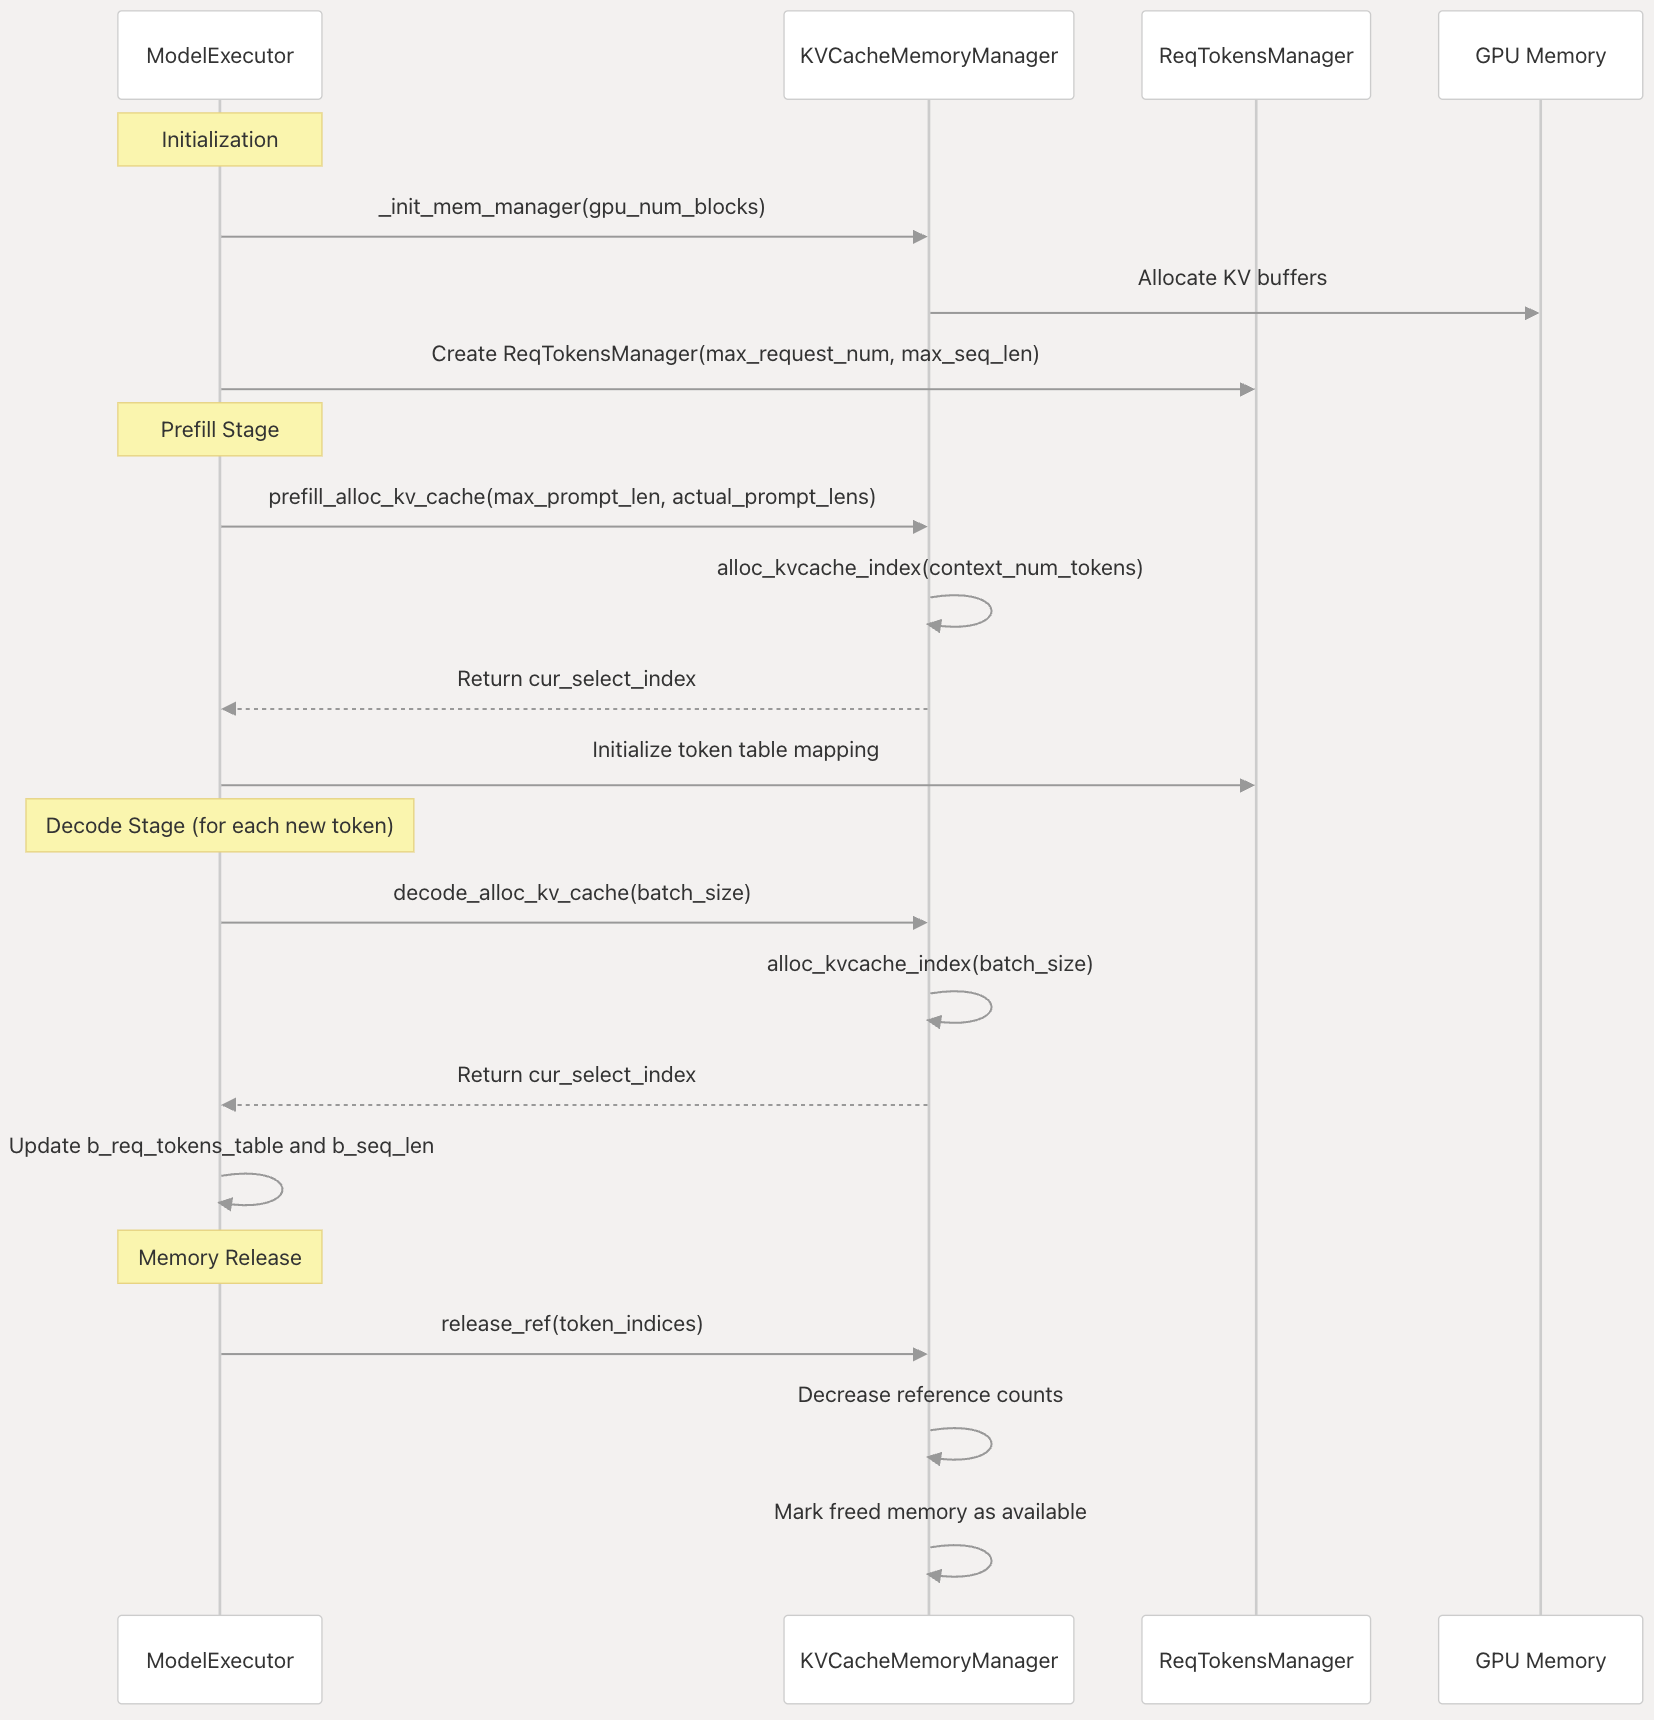 ModelExecutor
KVCacheMemoryManager
ReqTokensManager
GPU Memory
Initialization
_init_mem_manager(gpu_num_blocks)
Allocate KV buffers
Create ReqTokensManager(max_request_num, max_seq_len)
Prefill Stage
prefill_alloc_kv_cache(max_prompt_len, actual_prompt_lens)
alloc_kvcache_index(context_num_tokens)
Return cur_select_index
Initialize token table mapping
Decode Stage (for each new token)
decode_alloc_kv_cache(batch_size)
alloc_kvcache_index(batch_size)
Return cur_select_index
Update b_req_tokens_table and b_seq_len
Memory Release
release_ref(token_indices)
Decrease reference counts
Mark freed memory as available
ModelExecutor
KVCacheMemoryManager
ReqTokensManager
GPU Memory